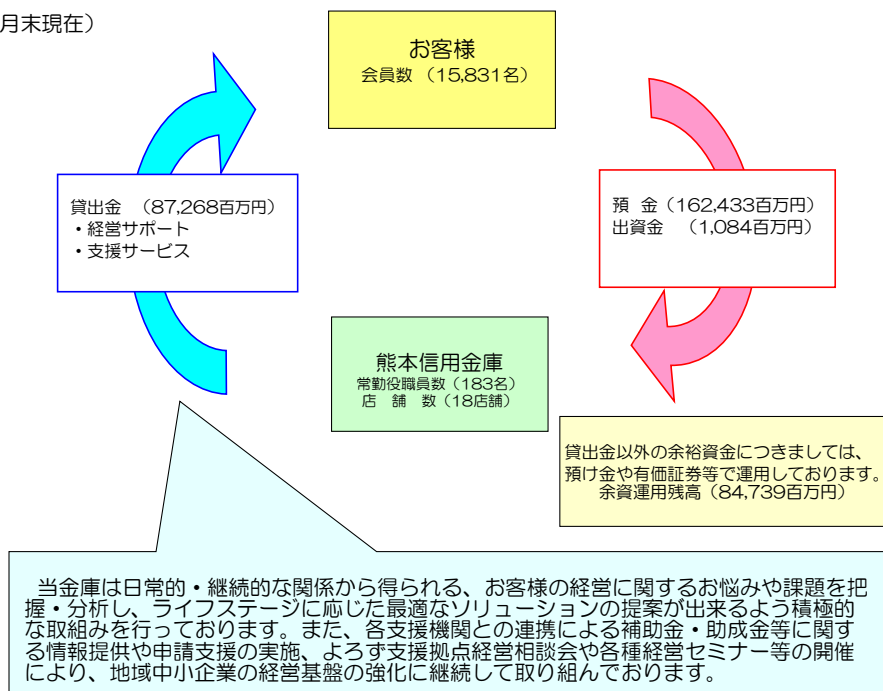 月末現在）
お客様
会員数 （15,831名）
貸出金 （87,268百万円）
・経営サポート
・支援サービス
預 金（162,433百万円）
出資金 （1,084百万円）
熊本信用金庫
常勤役職員数（183名）
店 舗 数（18店舗）
貸出金以外の余裕資金につきましては、
預け金や有価証券等で運用しております。
余資運用残高（84,739百万円）
当金庫は日常的・継続的な関係から得られる、お客様の経営に関するお悩みや課題を把
握・分析し、ライフステージに応じた最適なソリューションの提案が出来るよう積極的
な取組みを行っております。また、各支援機関との連携による補助金・助成金等に関す
る情報提供や申請支援の実施、よろず支援拠点経営相談会や各種経営セミナー等の開催
により、地域中小企業の経営基盤の強化に継続して取り組んでおります。